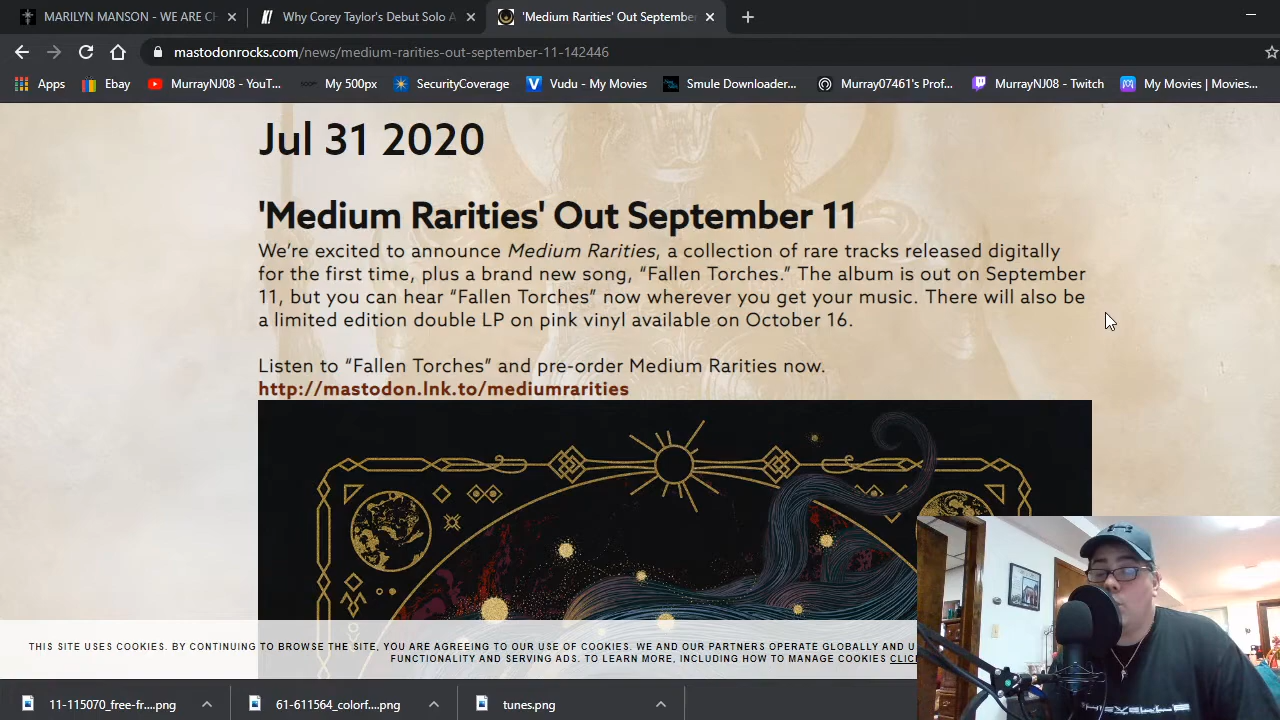 MARILYN MANSON - WE ARE CH
Why Corey Taylor's Debut Solo A
'Medium Rarities' Out September
mastodonrocks.com/news/medium-rarities-out-september-11-142446
Apps
Ebay
MurrayNJ08 - YouT...
My 500px
SecurityCoverage
Vudu - My Movies
Smule Downloader...
Murray07461's Prof...
MurrayNJ08 - Twitch
My Movies | Movies...
Jul 31 2020
'Medium Rarities' Out September 11
We're excited to announce Medium Rarities, a collection of rare tracks released digitally
for the first time, plus a brand new song, “Fallen Torches.” The album is out on September
11, but you can hear “Fallen Torches” now wherever you get your music. There will also be
a limited edition double LP on pink vinyl available on October 16.
Listen to “Fallen Torches” and pre-order Medium Rarities now.
http://mastodon.lnk.to/mediumrarities
THIS SITE USES COOKIES. BY CONTINUING TO BROWSE THE SITE, YOU ARE AGREEING TO OUR USE OF COOKIES. WE AND OUR PARTNERS OPERATE GLOBALLY AND U
FUNCTIONALITY AND SERVING ADS. TO LEARN MORE, INCLUDING HOW TO MANAGE COOKIES CLIC
11-115070_free-fr....png
61-611564_colorf....png
tunes.png